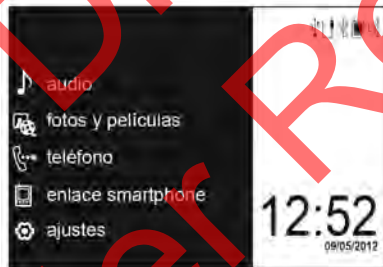 audio
fotos y películas
teléfono
enlace smartphone
ajustes
12:52
09/05/2012